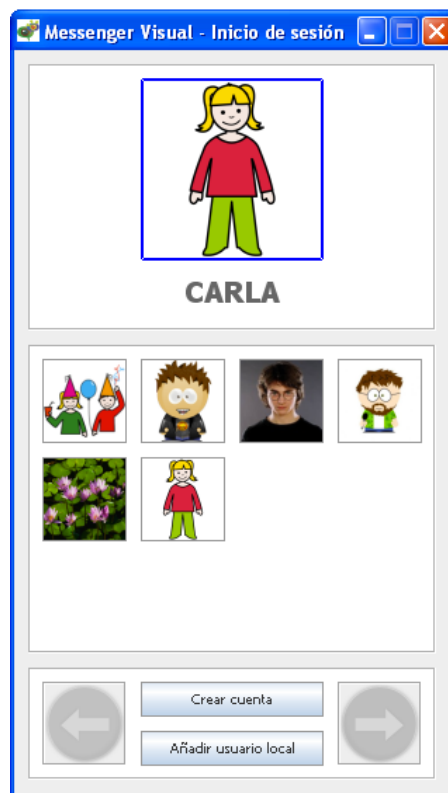 Messenger Visual - Inicio de sesión
CARLA
Crear cuenta
Añadir usuario local